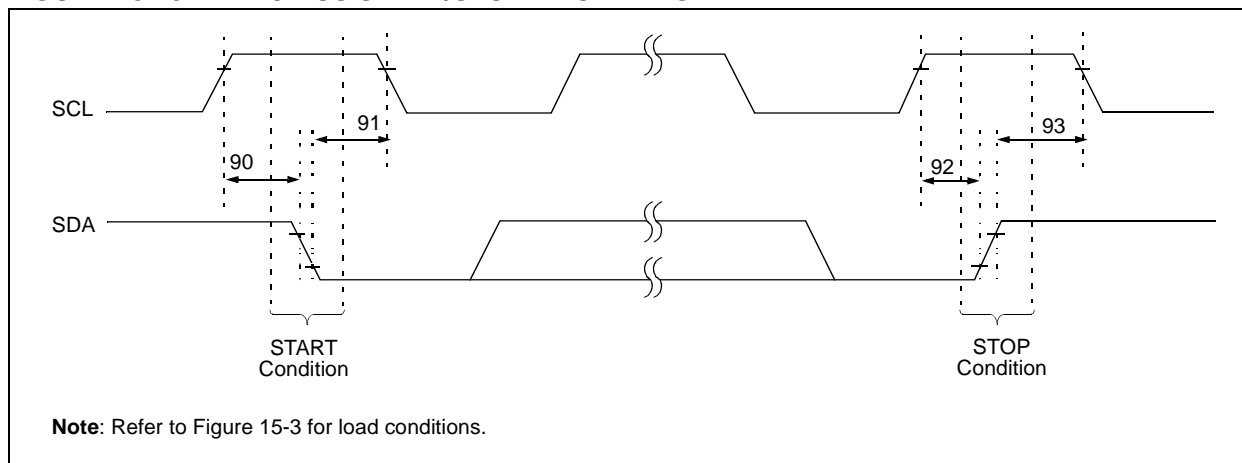 SCL
91
93
90
92
SDA
START
Condition
STOP
Condition
Note: Refer to Figure 15-3 for load conditions.